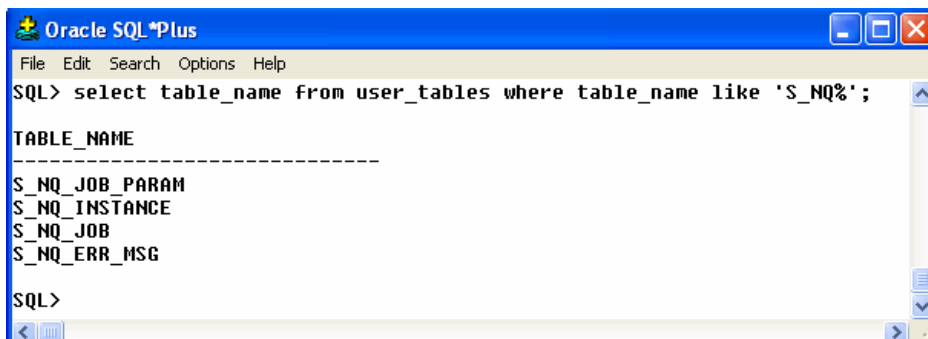 Oracle SQL*Plus
File Edit Search Options Help
SQL> select table_name from user_tables where table_name like 'S_NQ%';
TABLE_NAME
------------------------------
S_NQ_JOB_PARAM
S_NQ_INSTANCE
S_NQ_JOB
S_NQ_ERR_MSG
SQL>